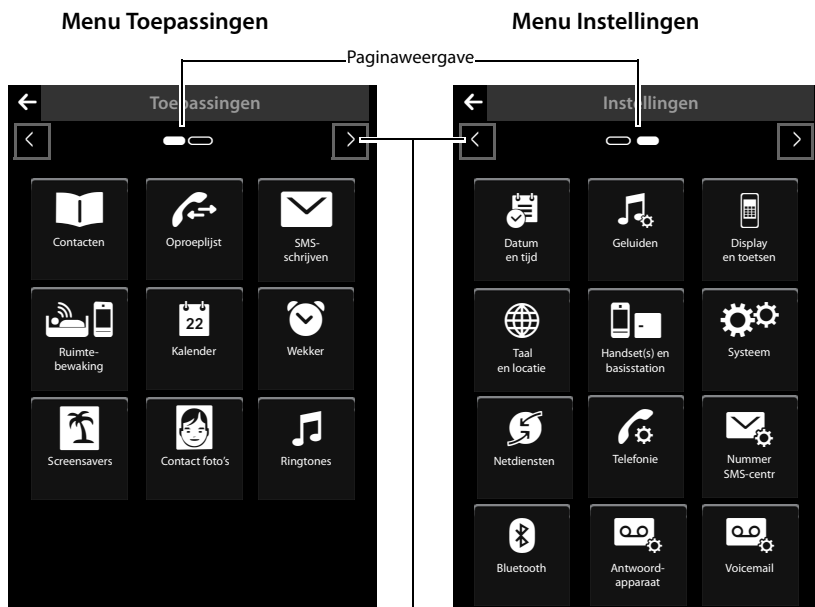 Menu Toepassingen
Menu Instellingen
Paginaweergave
Toepassingen
Contacten
Oproeplijst
SMS-
schrijven
Ruimte-
bewaking
22
Kalender
Wekker
Screensavers
Contact foto's
Ringtones
Instellingen
Datum
en tijd
Geluiden
Display
en toetsen
Taal
en locatie
Handset(s) en
basisstation
Systeem
Netdiensten
Telefonie
Nummer
SMS-centr
Bluetooth
Antwoord-
apparaat
Voicemail